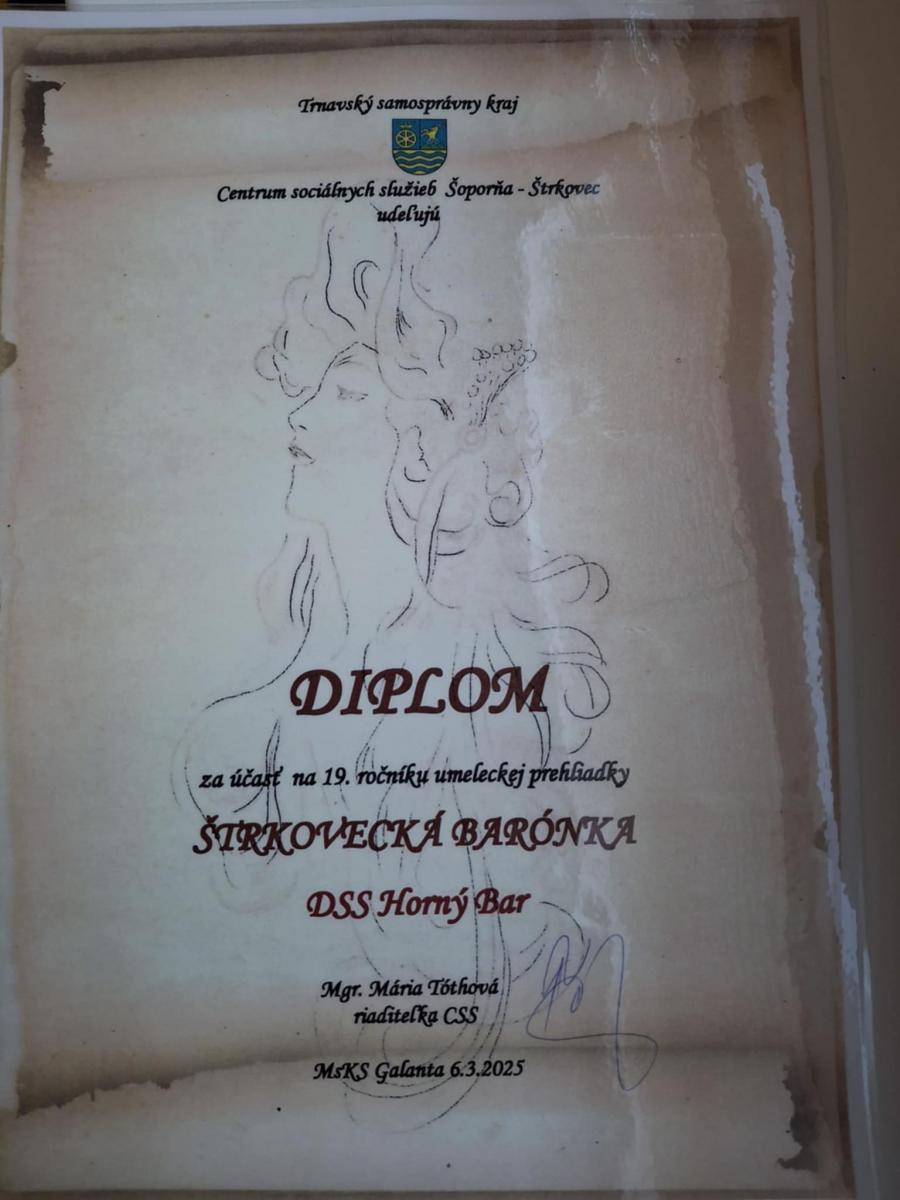 Trnavský samosprávny kraj
Centrum sociálnych služieb Šoporňa - Štrkovec
udeľujú
DIPLOM
za účasť na 19. ročníku umeleckej prehliadky
ŠTRKOVECKÁ BARÓNKA
DSS Horný Bar
Mgr. Mária Tóthová
riaditeľka CSS
MsKS Galanta 6.3.2025